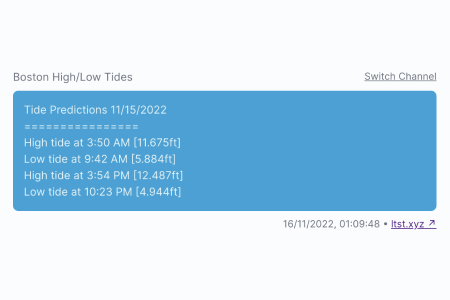 Boston High/Low Tides
Switch Channel
Tide Predictions 11/15/2022
================
High tide at 3:50 AM [11.675ft]
Low tide at 9:42 AM [5.884ft]
High tide at 3:54 PM [12.487ft]
Low tide at 10:23 PM [4.944ft]
16/11/2022, 01:09:48 • ltst.xyz ↗